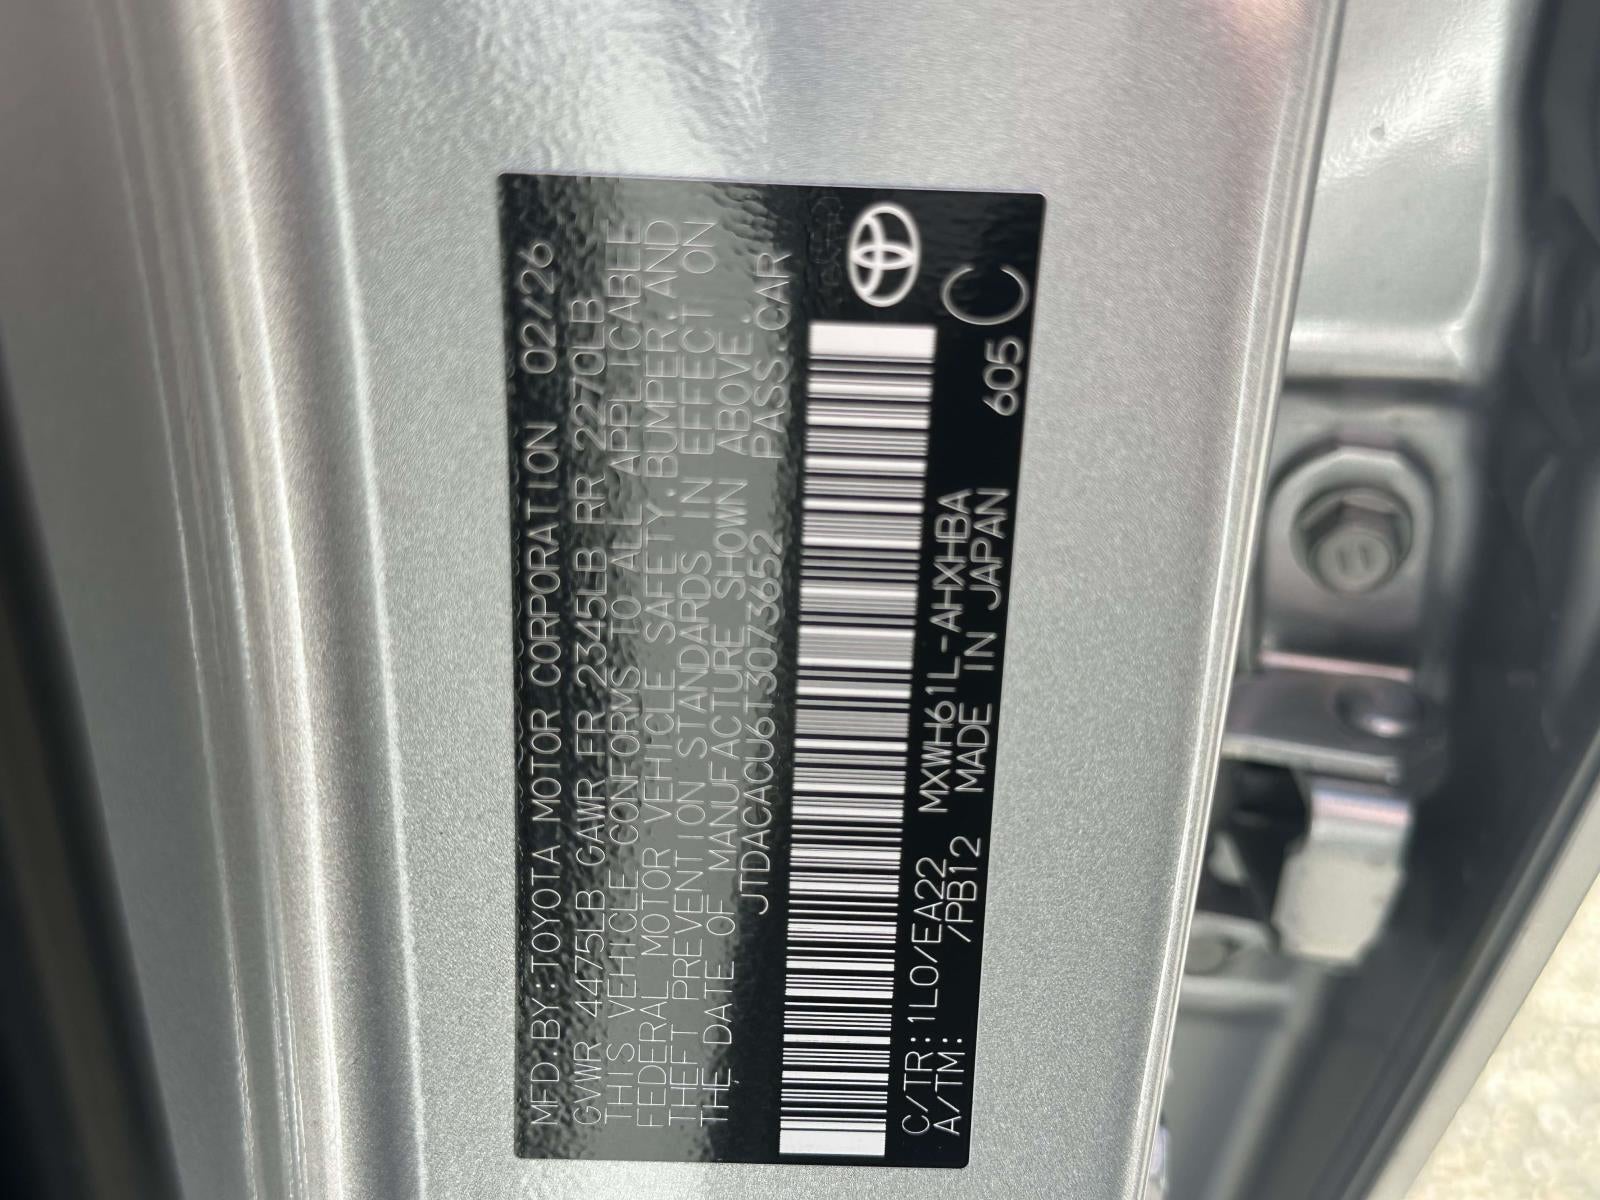 MFD.BY:TOYOTA MOTOR CORPORATION 02/26
GVWR 4475LB GAWR FR 2345LB RR 2270LB
THIS VEHICLE CONFORMS TO ALL APPLICABLE
FEDERAL MOTOR VEHICLE SAFETY,BUMPER,AND
THEFT PREVENTION STANDARDS IN EFFECT ON
THE DATE OF MANUFACTURE SHOWN ABOVE.
JTDACACU6T3073652 PASS.CAR
C/TR:1L0/EA22 MXWH61L-AHXHBA 605 C
A/TM: /PB12 MADE IN JAPAN